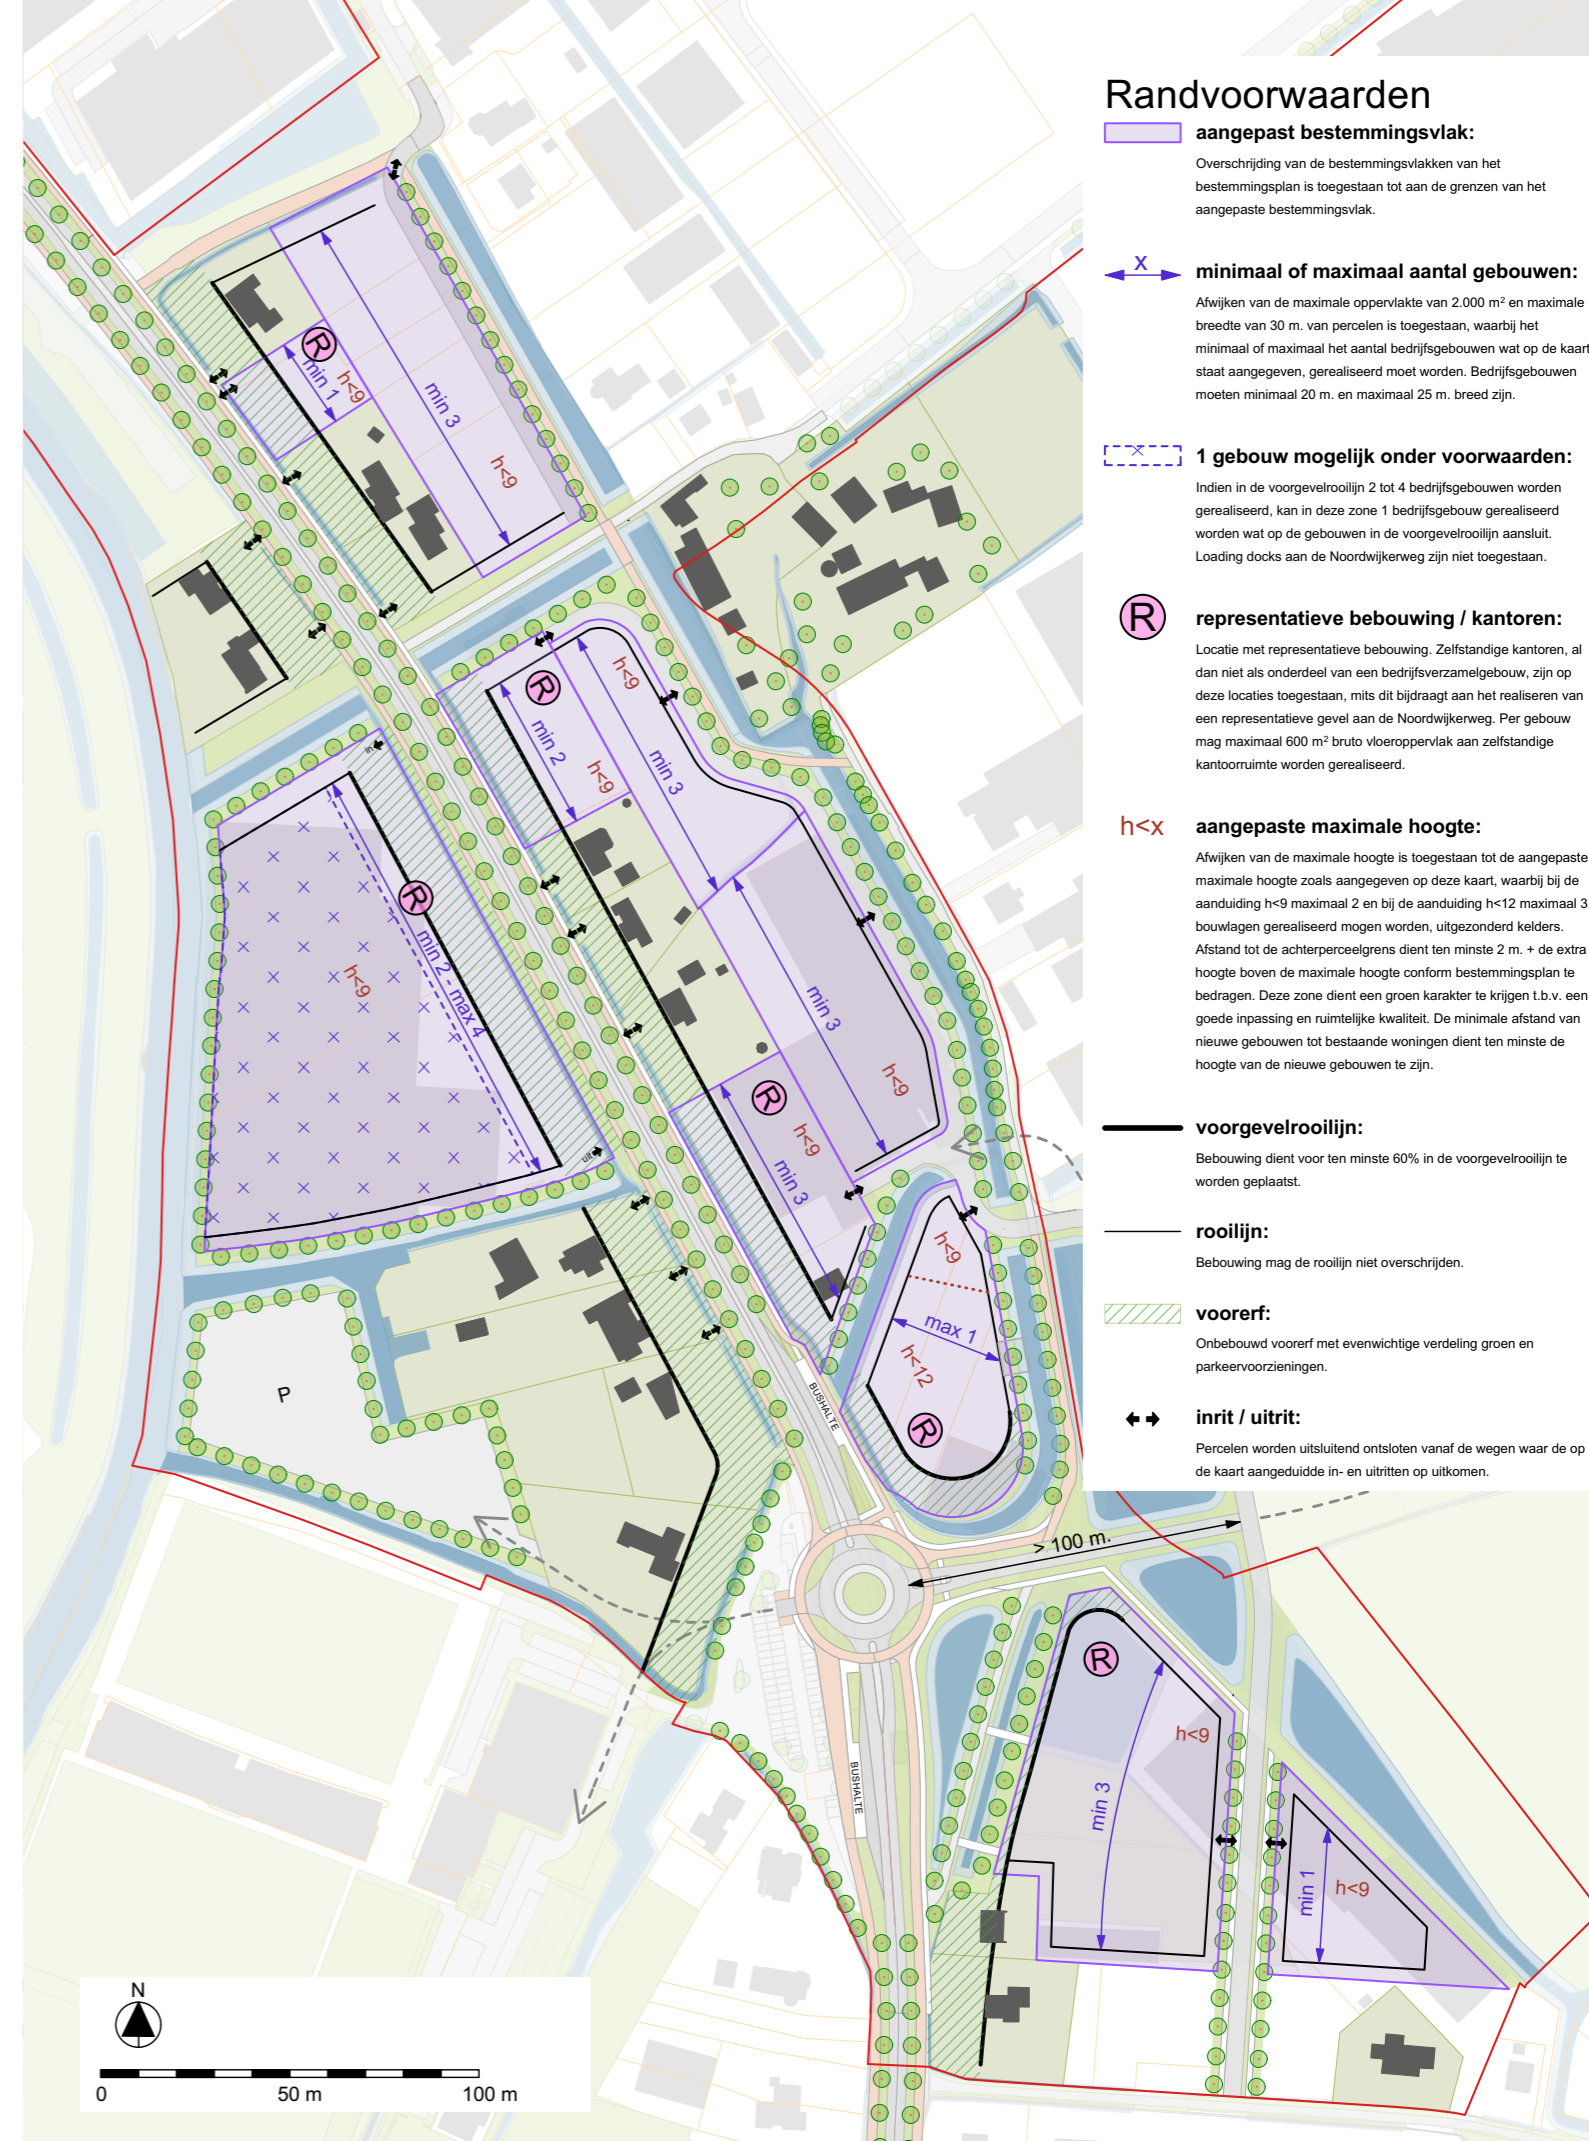 Randvoorwaarden
aangepast bestemmingsvlak:
Overschrijding van de bestemmingsvlakken van het
bestemmingsplan is toegestaan tot aan de grenzen van het
aangepaste bestemmingsvlak.
x
minimaal of maximaal aantal gebouwen:
Afwijken van de maximale oppervlakte van 2.000 m² en maximale
breedte van 30 m. van percelen is toegestaan, waarbij het
minimaal of maximaal het aantal bedrijfsgebouwen wat op de kaart
staat aangegeven, gerealiseerd moet worden. Bedrijfsgebouwen
moeten minimaal 20 m. en maximaal 25 m. breed zijn.
1 gebouw mogelijk onder voorwaarden:
Indien in de voorgevelrooilijn 2 tot 4 bedrijfsgebouwen worden
gerealiseerd, kan in deze zone 1 bedrijfsgebouw gerealiseerd
worden wat op de gebouwen in de voorgevelrooilijn aansluit.
Loading docks aan de Noordwijkerweg zijn niet toegestaan.
R
representatieve bebouwing / kantoren:
Locatie met representatieve bebouwing. Zelfstandige kantoren, al
dan niet als onderdeel van een bedrijfsverzamelgebouw, zijn op
deze locaties toegestaan, mits dit bijdraagt aan het realiseren van
een representatieve gevel aan de Noordwijkerweg. Per gebouw
mag maximaal 600 m² bruto vloeroppervlak aan zelfstandige
kantoorruimte worden gerealiseerd.
h<x
aangepaste maximale hoogte:
Afwijken van de maximale hoogte is toegestaan tot de aangepaste
maximale hoogte zoals aangegeven op deze kaart, waarbij bij de
aanduiding h<9 maximaal 2 en bij de aanduiding h<12 maximaal 3
bouwlagen gerealiseerd mogen worden, uitgezonderd kelders.
Afstand tot de achterperceelgrens dient ten minste 2 m. + de extra
hoogte boven de maximale hoogte conform bestemmingsplan te
bedragen. Deze zone dient een groen karakter te krijgen t.b.v. een
goede inpassing en ruimtelijke kwaliteit. De minimale afstand van
nieuwe gebouwen tot bestaande woningen dient ten minste de
hoogte van de nieuwe gebouwen te zijn.
voorgevelrooilijn:
Bebouwing dient voor ten minste 60% in de voorgevelrooilijn te
worden geplaatst.
rooilijn:
Bebouwing mag de rooilijn niet overschrijden.
voorerf:
Onbebouwd voorerf met evenwichtige verdeling groen en
parkeervoorzieningen.
inrit / uitrit:
Percelen worden uitsluitend ontsloten vanaf de wegen waar de op
de kaart aangeduidde in- en uitritten op uitkomen.
R
min 1
h<9
min 3
h<9
R
min 2
h<9
h<9
min 3
in
R
min 2 - max 4
h<9
uit
min 3
h<9
R
h<9
min 3
h<9
max 1
h<12
R
BUSHALTE
P
> 100 m.
R
h<9
min 3
BUSHALTE
min 1
h<9
N
0
50 m
100 m